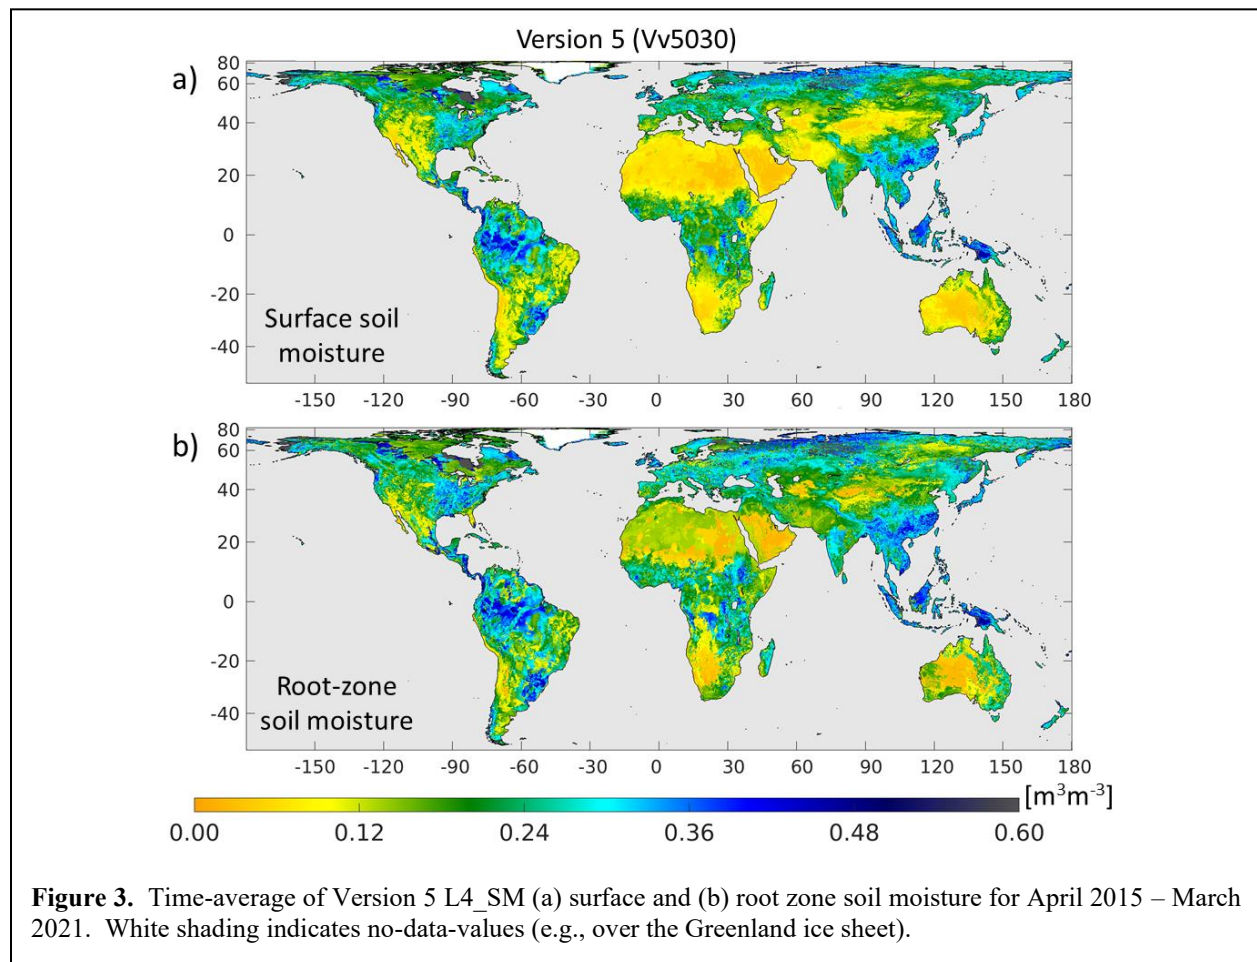 Version 5 (Vv5030)
a)
80
60
40
20
0
-20
-40
Surface soil
moisture
-150 -120 -90 -60 -30 0 30 60 90 120 150 180
b)
80
60
40
20
0
-20
-40
Root-zone
soil moisture
-150 -120 -90 -60 -30 0 30 60 90 120 150 180
[m³m⁻³]
0.00 0.12 0.24 0.36 0.48 0.60
Figure 3. Time-average of Version 5 L4_SM (a) surface and (b) root zone soil moisture for April 2015 – March
2021. White shading indicates no-data-values (e.g., over the Greenland ice sheet).